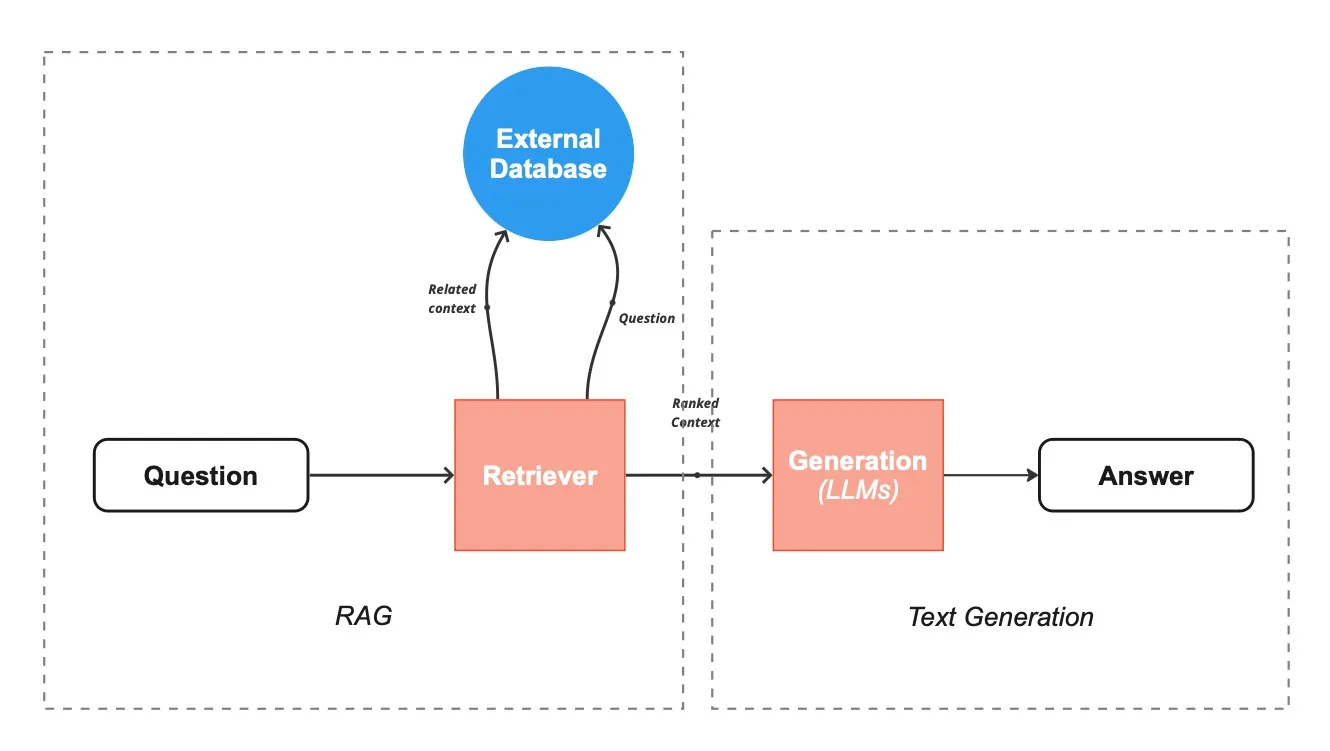 External
Database
Related
context
Question
Ranked
Context
Question
Retriever
Generation
(LLMs)
Answer
RAG
Text Generation